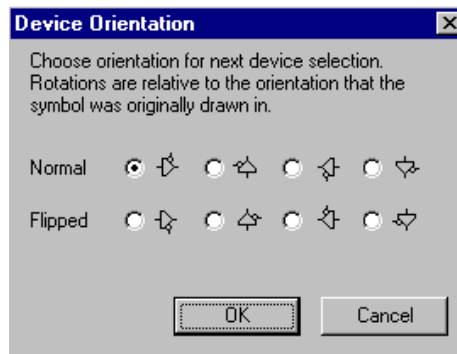 Device Orientation
Choose orientation for next device selection.
Rotations are relative to the orientation that the
symbol was originally drawn in.
Normal
Flipped
OK Cancel